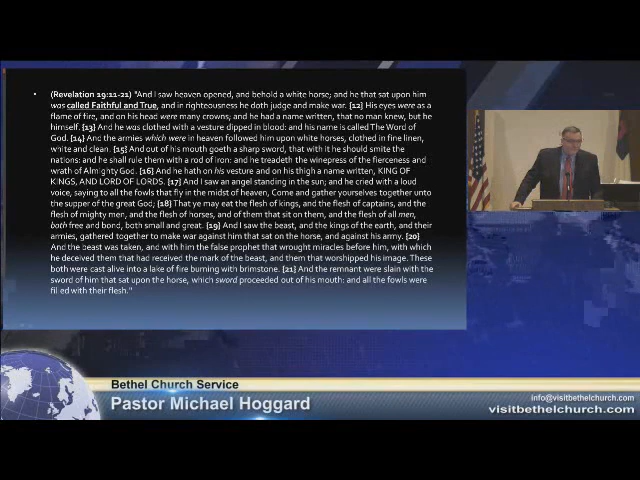 • (Revelation 19:11-21) "And I saw heaven opened, and behold a white horse; and he that sat upon him
was called Faithful and True, and in righteousness he doth judge and make war. [12] His eyes were as a
flame of fire, and on his head were many crowns; and he had a name written, that no man knew, but he
himself. [13] And he was clothed with a vesture dipped in blood: and his name is called The Word of
God. [14] And the armies which were in heaven followed him upon white horses, clothed in fine linen,
white and clean. [15] And out of his mouth goeth a sharp sword, that with it he should smite the
nations: and he shall rule them with a rod of iron: and he treadeth the winepress of the fierceness and
wrath of Almighty God. [16] And he hath on his vesture and on his thigh a name written, KING OF
KINGS, AND LORD OF LORDS. [17] And I saw an angel standing in the sun; and he cried with a loud
voice, saying to all the fowls that fly in the midst of heaven, Come and gather yourselves together unto
the supper of the great God; [18] That ye may eat the flesh of kings, and the flesh of captains, and the
flesh of mighty men, and the flesh of horses, and of them that sit on them, and the flesh of all men,
both free and bond, both small and great. [19] And I saw the beast, and the kings of the earth, and their
armies, gathered together to make war against him that sat on the horse, and against his army. [20]
And the beast was taken, and with him the false prophet that wrought miracles before him, with which
he deceived them that had received the mark of the beast, and them that worshipped his image. These
both were cast alive into a lake of fire burning with brimstone. [21] And the remnant were slain with the
sword of him that sat upon the horse, which sword proceeded out of his mouth: and all the fowls were
filled with their flesh."
Bethel Church Service
Pastor Michael Hoggard
info@visitbethelchurch.com
visitbethelchurch.com